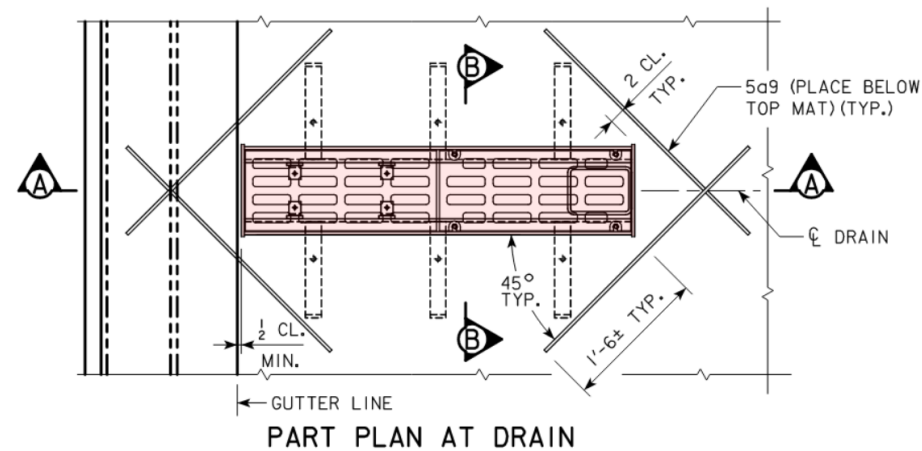 B
2 CL.
TYP.
5a9 (PLACE BELOW
TOP MAT)(TYP.)
A
A
℄ DRAIN
45°
TYP.
1'-6± TYP.
½ CL.
MIN.
B
GUTTER LINE
PART PLAN AT DRAIN